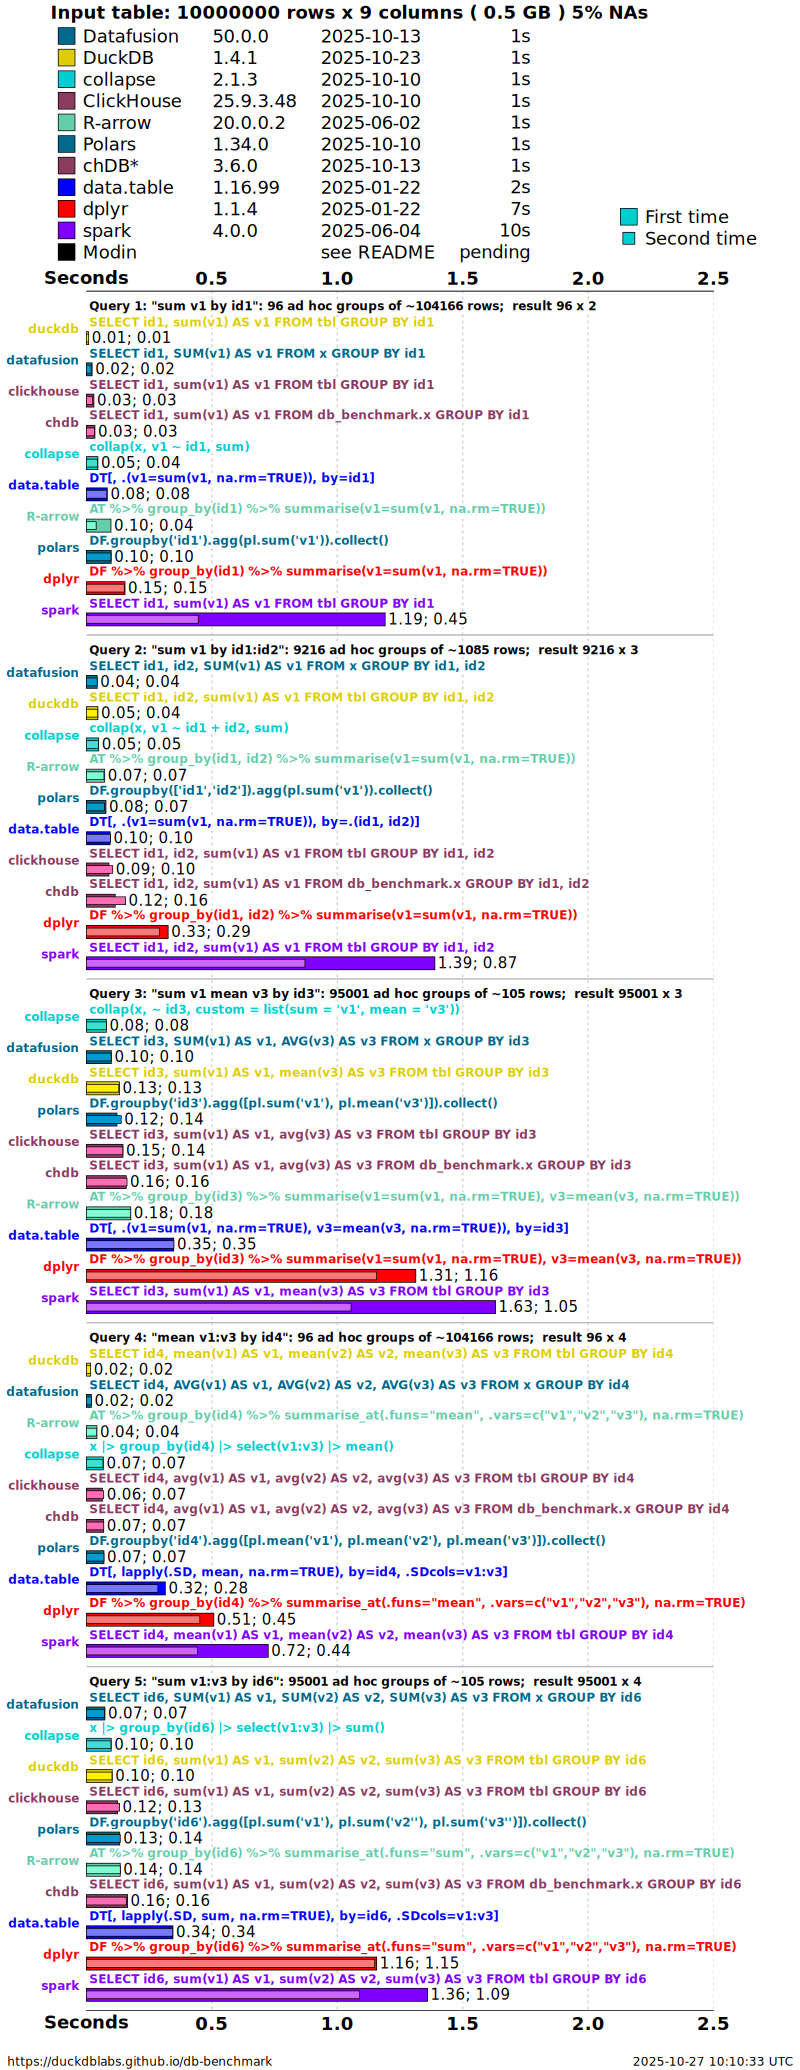 Input table: 10000000 rows x 9 columns ( 0.5 GB ) 5% NAs
Datafusion 50.0.0 2025-10-13 1s
DuckDB 1.4.1 2025-10-23 1s
collapse 2.1.3 2025-10-10 1s
ClickHouse 25.9.3.48 2025-10-10 1s
R-arrow 20.0.0.2 2025-06-02 1s
Polars 1.34.0 2025-10-10 1s
chDB* 3.6.0 2025-10-13 1s
data.table 1.16.99 2025-01-22 2s
dplyr 1.1.4 2025-01-22 7s
First time
spark 4.0.0 2025-06-04 10s
Second time
Modin see README pending
Seconds 0.5 1.0 1.5 2.0 2.5
Query 1: "sum v1 by id1": 96 ad hoc groups of ~104166 rows; result 96 x 2
SELECT id1, sum(v1) AS v1 FROM tbl GROUP BY id1
duckdb
0.01; 0.01
SELECT id1, SUM(v1) AS v1 FROM x GROUP BY id1
datafusion
0.02; 0.02
SELECT id1, sum(v1) AS v1 FROM tbl GROUP BY id1
clickhouse
0.03; 0.03
SELECT id1, sum(v1) AS v1 FROM db_benchmark.x GROUP BY id1
chdb
0.03; 0.03
collap(x, v1 ~ id1, sum)
collapse
0.05; 0.04
DT[, .(v1=sum(v1, na.rm=TRUE)), by=id1]
data.table
0.08; 0.08
AT %>% group_by(id1) %>% summarise(v1=sum(v1, na.rm=TRUE))
R-arrow
0.10; 0.04
DF.groupby('id1').agg(pl.sum('v1')).collect()
polars
0.10; 0.10
DF %>% group_by(id1) %>% summarise(v1=sum(v1, na.rm=TRUE))
dplyr
0.15; 0.15
SELECT id1, sum(v1) AS v1 FROM tbl GROUP BY id1
spark
1.19; 0.45
Query 2: "sum v1 by id1:id2": 9216 ad hoc groups of ~1085 rows; result 9216 x 3
SELECT id1, id2, SUM(v1) AS v1 FROM x GROUP BY id1, id2
datafusion
0.04; 0.04
SELECT id1, id2, sum(v1) AS v1 FROM tbl GROUP BY id1, id2
duckdb
0.05; 0.04
collap(x, v1 ~ id1 + id2, sum)
collapse
0.05; 0.05
AT %>% group_by(id1, id2) %>% summarise(v1=sum(v1, na.rm=TRUE))
R-arrow
0.07; 0.07
DF.groupby(['id1','id2']).agg(pl.sum('v1')).collect()
polars
0.08; 0.07
DT[, .(v1=sum(v1, na.rm=TRUE)), by=.(id1, id2)]
data.table
0.10; 0.10
SELECT id1, id2, sum(v1) AS v1 FROM tbl GROUP BY id1, id2
clickhouse
0.09; 0.10
SELECT id1, id2, sum(v1) AS v1 FROM db_benchmark.x GROUP BY id1, id2
chdb
0.12; 0.16
DF %>% group_by(id1, id2) %>% summarise(v1=sum(v1, na.rm=TRUE))
dplyr
0.33; 0.29
SELECT id1, id2, sum(v1) AS v1 FROM tbl GROUP BY id1, id2
spark
1.39; 0.87
Query 3: "sum v1 mean v3 by id3": 95001 ad hoc groups of ~105 rows; result 95001 x 3
collap(x, ~ id3, custom = list(sum = 'v1', mean = 'v3'))
collapse
0.08; 0.08
SELECT id3, SUM(v1) AS v1, AVG(v3) AS v3 FROM x GROUP BY id3
datafusion
0.10; 0.10
SELECT id3, sum(v1) AS v1, mean(v3) AS v3 FROM tbl GROUP BY id3
duckdb
0.13; 0.13
DF.groupby('id3').agg([pl.sum('v1'), pl.mean('v3')]).collect()
polars
0.12; 0.14
SELECT id3, sum(v1) AS v1, avg(v3) AS v3 FROM tbl GROUP BY id3
clickhouse
0.15; 0.14
SELECT id3, sum(v1) AS v1, avg(v3) AS v3 FROM db_benchmark.x GROUP BY id3
chdb
0.16; 0.16
AT %>% group_by(id3) %>% summarise(v1=sum(v1, na.rm=TRUE), v3=mean(v3, na.rm=TRUE))
R-arrow
0.18; 0.18
DT[, .(v1=sum(v1, na.rm=TRUE), v3=mean(v3, na.rm=TRUE)), by=id3]
data.table
0.35; 0.35
DF %>% group_by(id3) %>% summarise(v1=sum(v1, na.rm=TRUE), v3=mean(v3, na.rm=TRUE))
dplyr
1.31; 1.16
SELECT id3, sum(v1) AS v1, mean(v3) AS v3 FROM tbl GROUP BY id3
spark
1.63; 1.05
Query 4: "mean v1:v3 by id4": 96 ad hoc groups of ~104166 rows; result 96 x 4
SELECT id4, mean(v1) AS v1, mean(v2) AS v2, mean(v3) AS v3 FROM tbl GROUP BY id4
duckdb
0.02; 0.02
SELECT id4, AVG(v1) AS v1, AVG(v2) AS v2, AVG(v3) AS v3 FROM x GROUP BY id4
datafusion
0.02; 0.02
AT %>% group_by(id4) %>% summarise_at(.funs="mean", .vars=c("v1","v2","v3"), na.rm=TRUE)
R-arrow
0.04; 0.04
x |> group_by(id4) |> select(v1:v3) |> mean()
collapse
0.07; 0.07
SELECT id4, avg(v1) AS v1, avg(v2) AS v2, avg(v3) AS v3 FROM tbl GROUP BY id4
clickhouse
0.06; 0.07
SELECT id4, avg(v1) AS v1, avg(v2) AS v2, avg(v3) AS v3 FROM db_benchmark.x GROUP BY id4
chdb
0.07; 0.07
DF.groupby('id4').agg([pl.mean('v1'), pl.mean('v2'), pl.mean('v3')]).collect()
polars
0.07; 0.07
DT[, lapply(.SD, mean, na.rm=TRUE), by=id4, .SDcols=v1:v3]
data.table
0.32; 0.28
DF %>% group_by(id4) %>% summarise_at(.funs="mean", .vars=c("v1","v2","v3"), na.rm=TRUE)
dplyr
0.51; 0.45
SELECT id4, mean(v1) AS v1, mean(v2) AS v2, mean(v3) AS v3 FROM tbl GROUP BY id4
spark
0.72; 0.44
Query 5: "sum v1:v3 by id6": 95001 ad hoc groups of ~105 rows; result 95001 x 4
SELECT id6, SUM(v1) AS v1, SUM(v2) AS v2, SUM(v3) AS v3 FROM x GROUP BY id6
datafusion
0.07; 0.07
x |> group_by(id6) |> select(v1:v3) |> sum()
collapse
0.10; 0.10
SELECT id6, sum(v1) AS v1, sum(v2) AS v2, sum(v3) AS v3 FROM tbl GROUP BY id6
duckdb
0.10; 0.10
SELECT id6, sum(v1) AS v1, sum(v2) AS v2, sum(v3) AS v3 FROM tbl GROUP BY id6
clickhouse
0.12; 0.13
DF.groupby('id6').agg([pl.sum('v1'), pl.sum('v2''), pl.sum('v3'')]).collect()
polars
0.13; 0.14
AT %>% group_by(id6) %>% summarise_at(.funs="sum", .vars=c("v1","v2","v3"), na.rm=TRUE)
R-arrow
0.14; 0.14
SELECT id6, sum(v1) AS v1, sum(v2) AS v2, sum(v3) AS v3 FROM db_benchmark.x GROUP BY id6
chdb
0.16; 0.16
DT[, lapply(.SD, sum, na.rm=TRUE), by=id6, .SDcols=v1:v3]
data.table
0.34; 0.34
DF %>% group_by(id6) %>% summarise_at(.funs="sum", .vars=c("v1","v2","v3"), na.rm=TRUE)
dplyr
1.16; 1.15
SELECT id6, sum(v1) AS v1, sum(v2) AS v2, sum(v3) AS v3 FROM tbl GROUP BY id6
spark
1.36; 1.09
Seconds 0.5 1.0 1.5 2.0 2.5
https://duckdblabs.github.io/db-benchmark 2025-10-27 10:10:33 UTC